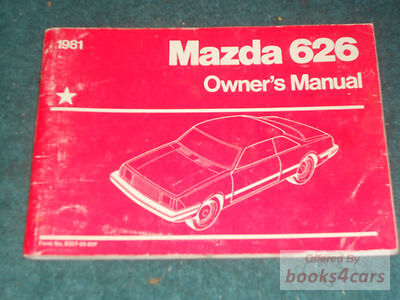 1981
Mazda 626
Owner's Manual
Offered By
books4cars